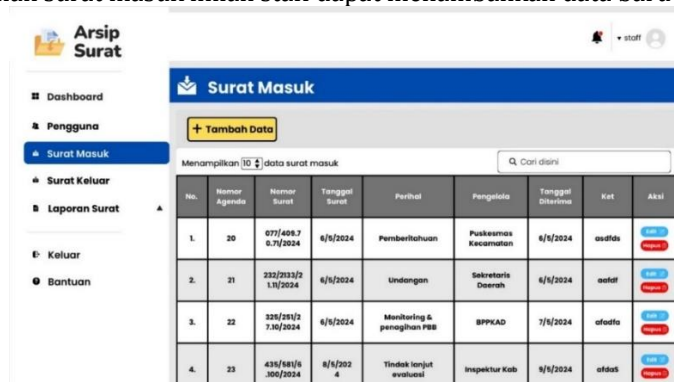 Arsip
Surat
staff
Dashboard
Pengguna
Surat Masuk
Surat Keluar
Laporan Surat
Keluar
Bantuan
Surat Masuk
+ Tambah Data
Menampilkan 10 data surat masuk
Cari disini
No. Nomor Agenda Nomor Surat Tanggal Surat Perihal Pengelola Tanggal Diterima Ket Aksi
1. 20 077/409.7 0.71/2024 6/5/2024 Pemberitahuan Puskesmas Kecamatan 6/5/2024 asdfds Edit Hapus
2. 21 232/2133/2 1.11/2024 6/5/2024 Undangan Sekretaris Daerah 6/5/2024 aafdf Edit Hapus
3. 22 325/251/2 7.10/2024 6/5/2024 Monitoring & penagihan PBB BPPKAD 7/5/2024 afadfa Edit Hapus
4. 23 435/581/6 .100/2024 8/5/202 4 Tindak lanjut evaluasi Inspektur Kab 9/5/2024 afdaS Edit Hapus